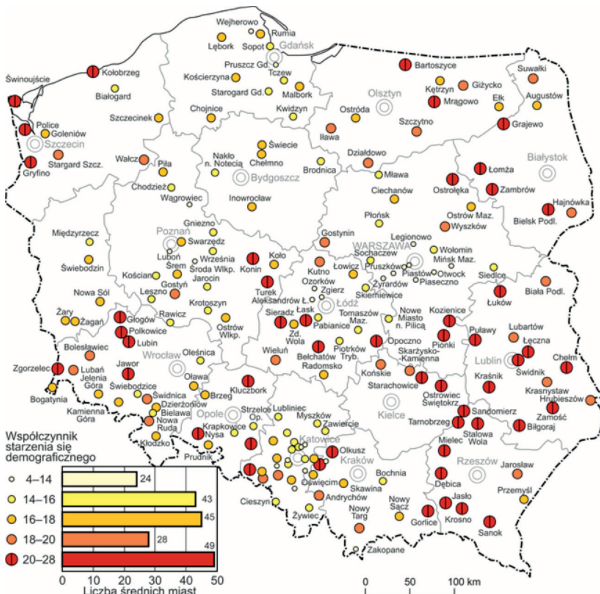 Wejherowo
Rumia
Lębork
Sopot
Gdańsk
Pruszcz Gd.
Kościerzyna
Tczew
Starogard Gd.
Malbork
Kołobrzeg
Świnoujście
Białogard
Bartoszyce
Suwałki
Kętrzyn
Giżycko
Olsztyn
Mrągowo
Ełk
Augustów
Police
Goleniów
Szczecin
Szczecinek
Chojnice
Kwidzyn
Ostróda
Szczytno
Grajewo
Gryfino
Stargard Szcz.
Iława
Świecie
Chełmno
Wałcz
Piła
Nakło
n. Notecią
Działdowo
Białystok
Brodnica
Mława
Łomża
Bydgoszcz
Chodzież
Ostrołęka
Zambrów
Wągrowiec
Ciechanów
Hajnówka
Inowrocław
Ostrów Maz.
Bielsk Podl.
Gniezno
Płońsk
Wyszków
Międzyrzecz
Poznań
Swarzędz
Gostynin
Legionowo
WARSZAWA
Wołomin
Luboń
Września
Sochaczew
Mińsk Maz.
Świebodzin
Śrem
Środa Wlkp.
Konin
Koło
Kutno
Pruszków
Otwock
Siedlce
Kościan
Jarocin
Łowicz
Piastów
Piaseczno
Biała Podl.
Gostyń
Ozorków
Żyrardów
Nowa Sól
Leszno
Turek
Zgierz
Skierniewice
Łuków
Aleksandrów Ł.
Łódź
Krotoszyn
Żary
Żagań
Rawicz
Sieradz
Łask
Tomaszów
Maz.
Nowe
Miasto
n. Pilicą
Kozienice
Głogów
Ostrów
Wlkp.
Zd.
Wola
Pabianice
Puławy
Lubartów
Polkowice
Piotrków
Tryb.
Bolesławiec
Lubin
Opoczno
Pionki
Łęczna
Wieluń
Bełchatów
Lublin
Chełm
Zgorzelec
Wrocław
Oleśnica
Końskie
Skarżysko-
Kamienna
Lubań
Jawor
Radomsko
Świdnik
Jelenia
Góra
Świebodzice
Oława
Kluczbork
Starachowice
Kraśnik
Krasnystaw
Bogatynia
Świdnica
Brzeg
Ostrowiec
Świętokrz.
Hrubieszów
Dzierżoniów
Kamienna
Góra
Bielawa
Opole
Strzelce
Op.
Lubliniec
Kielce
Sandomierz
Zamość
Nowa
Ruda
Krapkowice
Myszków
Tarnobrzeg
Zawiercie
Stalowa
Wola
Biłgoraj
Nysa
Kłodzko
Katowice
Prudnik
Olkusz
Mielec
Kraków
Rzeszów
Jarosław
Oświęcim
Bochnia
Dębica
Skawina
Przemyśl
Andrychów
Jasło
Cieszyn
Nowy
Sącz
Żywiec
Nowy
Targ
Gorlice
Krosno
Sanok
Zakopane
Współczynnik
starzenia się
demograficznego
4–14
24
14–16
43
16–18
45
18–20
28
20–28
49
0 10 20 30 40 50
Liczba średnich miast
0 50 100 km